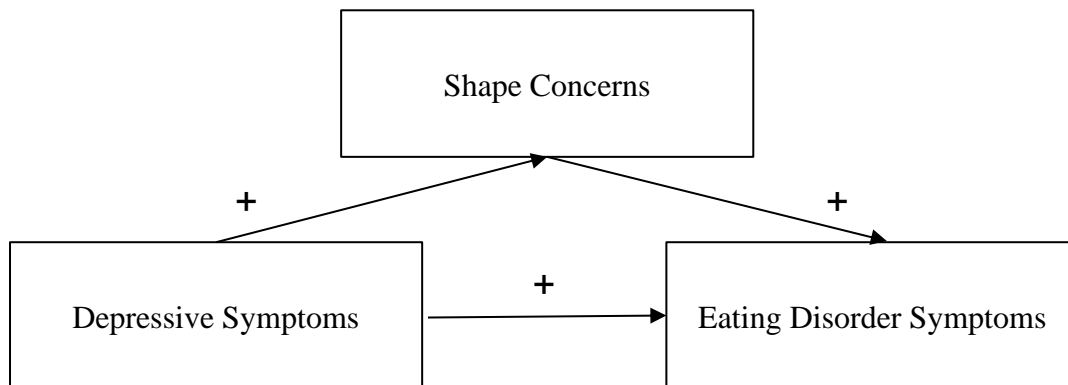 Shape Concerns
+
+
+
Depressive Symptoms
Eating Disorder Symptoms